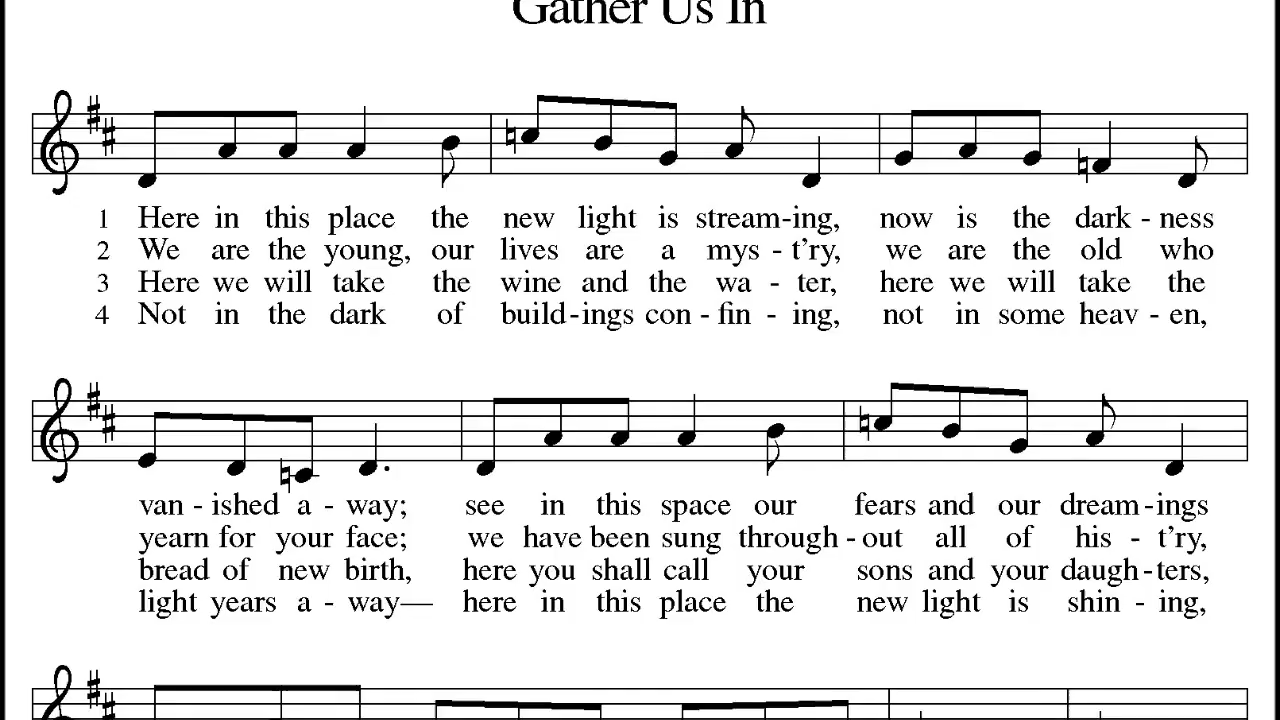 Gather Us In
1 Here in this place the new light is stream-ing, now is the dark - ness
2 We are the young, our lives are a mys - t’ry, we are the old who
3 Here we will take the wine and the wa - ter, here we will take the
4 Not in the dark of build-ings con - fin - ing, not in some heav - en,
van - ished a - way; see in this space our fears and our dream-ings
yearn for your face; we have been sung through - out all of his - t’ry,
bread of new birth, here you shall call your sons and your daugh-ters,
light years a - way— here in this place the new light is shin - ing,